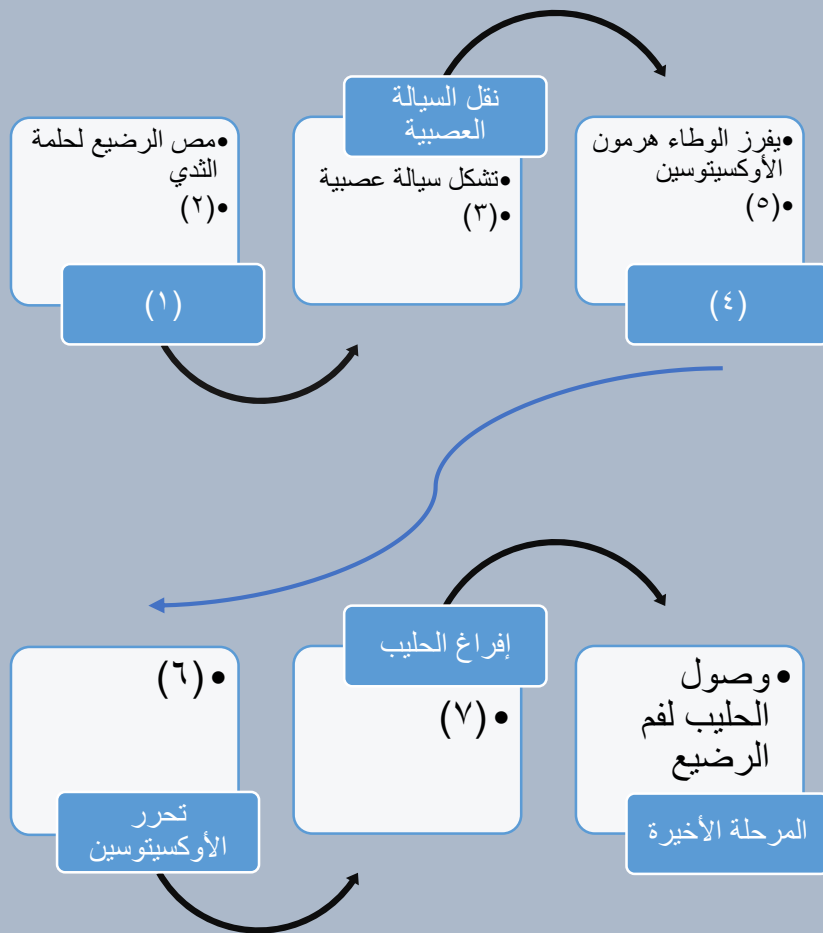 •مص الرضيع لحلمة
الثدي
•(٢)
(١)
نقل السيالة
العصبية
•تشكل سيالة عصبية
•(٣)
•يفرز الوطاء هرمون
الأوكسيتوسين
•(٥)
(٤)
•(٦)
تحرر
الأوكسيتوسين
إفراغ الحليب
•(٧)
•وصول
الحليب لفم
الرضيع
المرحلة الأخيرة